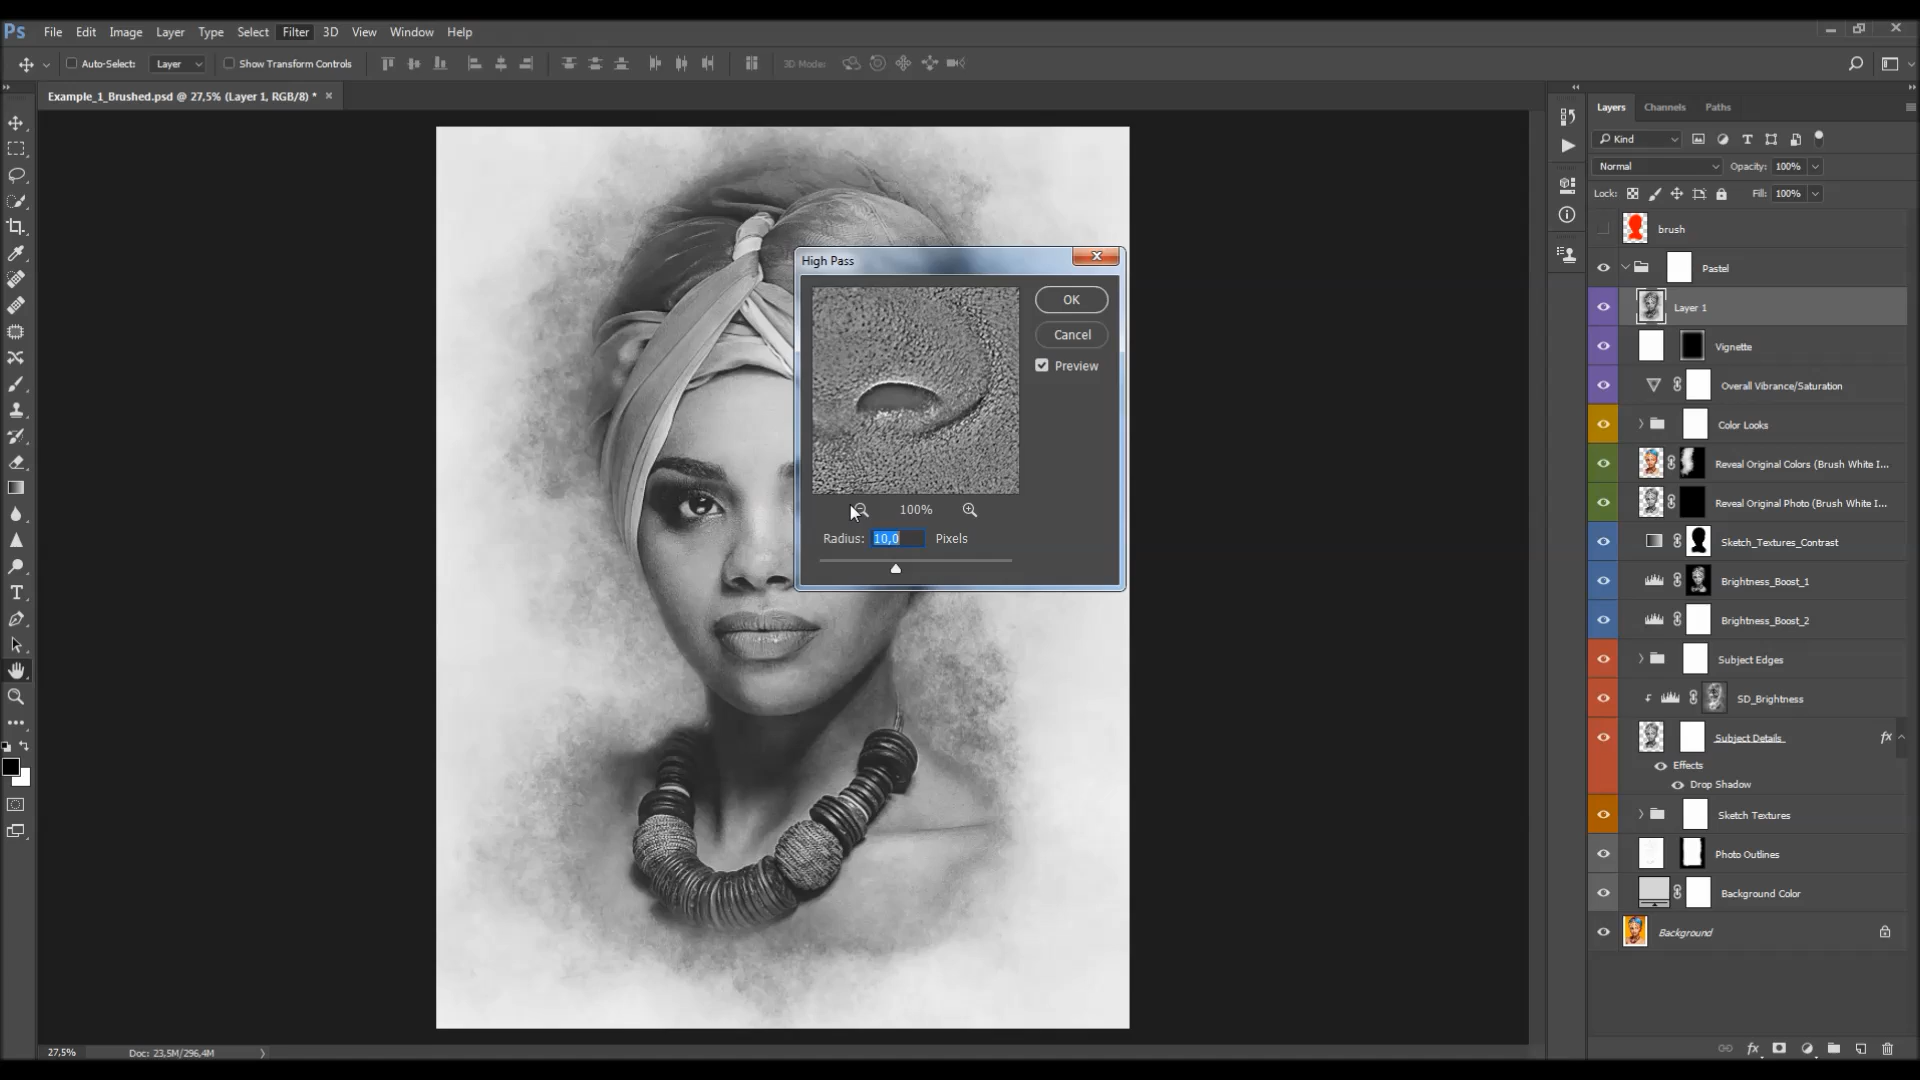 Ps File Edit Image Layer Type Select Filter 3D View Window Help
Auto-Select: Layer Show Transform Controls 3D Mode:
Example_1_Brushed.psd @ 27,5% (Layer 1, RGB/8) * ×
Layers Channels Paths
Kind
Normal Opacity: 100%
Lock: Fill: 100%
brush
Pastel
Layer 1
Vignette
Overall Vibrance/Saturation
Color Looks
Reveal Original Colors (Brush White I...
Reveal Original Photo (Brush White I...
Sketch_Textures_Contrast
Brightness_Boost_1
Brightness_Boost_2
Subject Edges
SD_Brightness
Subject Details fx
Effects
Drop Shadow
Sketch Textures
Photo Outlines
Background Color
Background
High Pass
OK
Cancel
Preview
100%
Radius: 10,0 Pixels
27,5% Doc: 23,5M/296,4M
fx